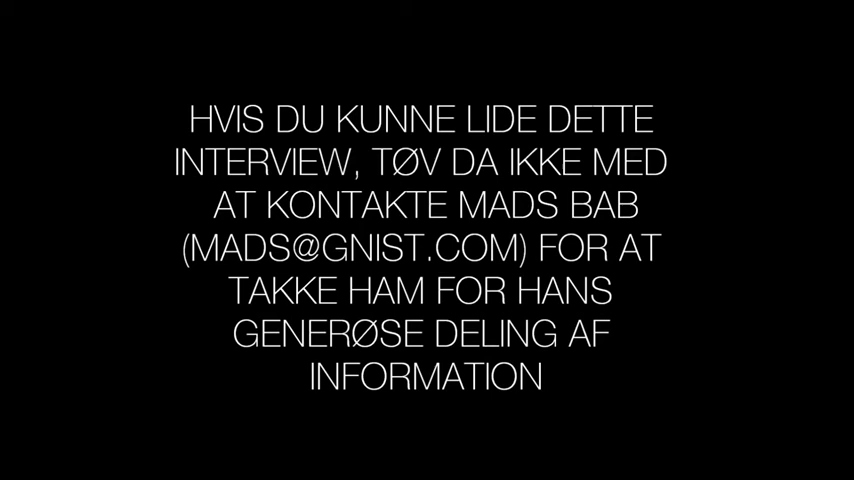 HVIS DU KUNNE LIDE DETTE
INTERVIEW, TØV DA IKKE MED
AT KONTAKTE MADS BAB
(MADS@GNIST.COM) FOR AT
TAKKE HAM FOR HANS
GENERØSE DELING AF
INFORMATION